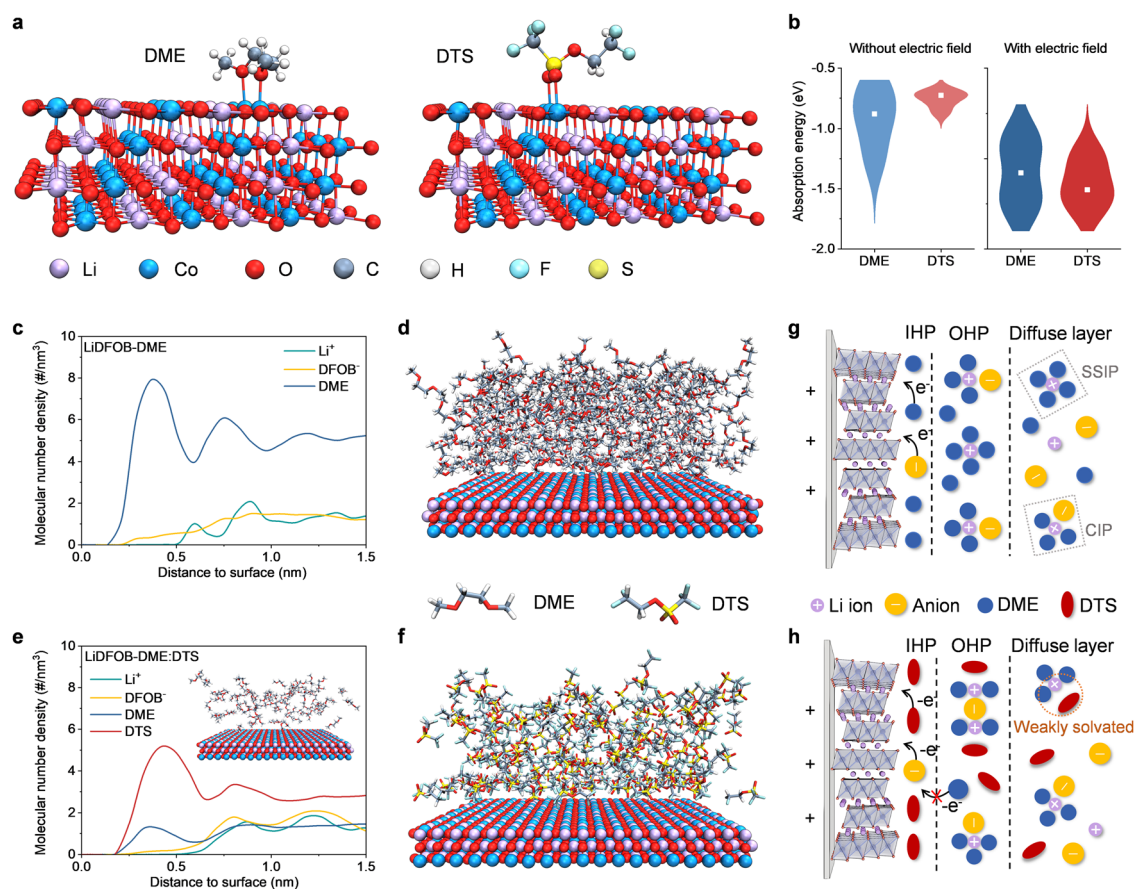 a
DME
DTS
Li
Co
O
C
H
F
S
b
Without electric field
With electric field
Absorption energy (eV)
-0.5
-1.0
-1.5
-2.0
DME
DTS
DME
DTS
c
LiDFOB-DME
Li⁺
DFOB⁻
DME
Molecular number density (#/nm³)
10
8
6
4
2
0
0
0.5
1.0
1.5
Distance to surface (nm)
d
DME
DTS
e
LiDFOB-DME:DTS
Li⁺
DFOB⁻
DME
DTS
Molecular number density (#/nm³)
10
8
6
4
2
0
0
0.5
1.0
1.5
Distance to surface (nm)
f
g
IHP
OHP
Diffuse layer
+
+
+
+
e⁻
e⁻
SSIP
CIP
+ Li ion
− Anion
DME
DTS
h
IHP
OHP
Diffuse layer
+
+
+
+
-e⁻
-e⁻
-e⁻
Weakly solvated